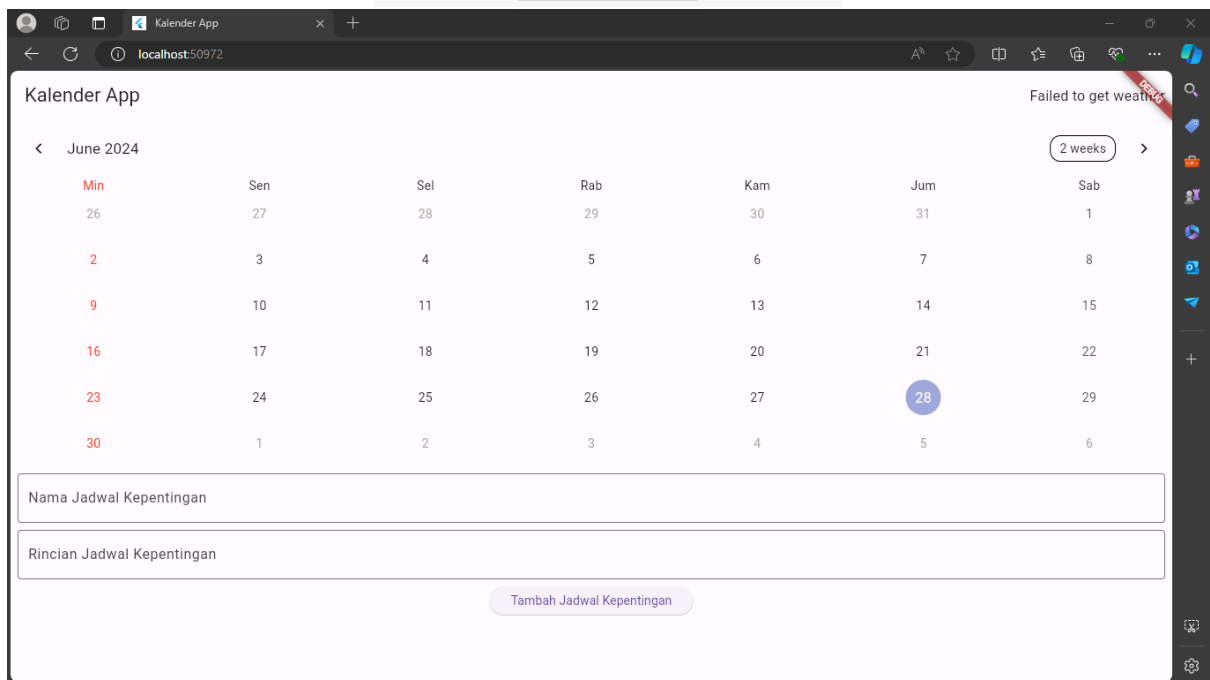 Kalender App
localhost:50972
Kalender App
Failed to get weather
DEBUG
June 2024
2 weeks
Min Sen Sel Rab Kam Jum Sab
26 27 28 29 30 31 1
2 3 4 5 6 7 8
9 10 11 12 13 14 15
16 17 18 19 20 21 22
23 24 25 26 27 28 29
30 1 2 3 4 5 6
Nama Jadwal Kepentingan
Rincian Jadwal Kepentingan
Tambah Jadwal Kepentingan